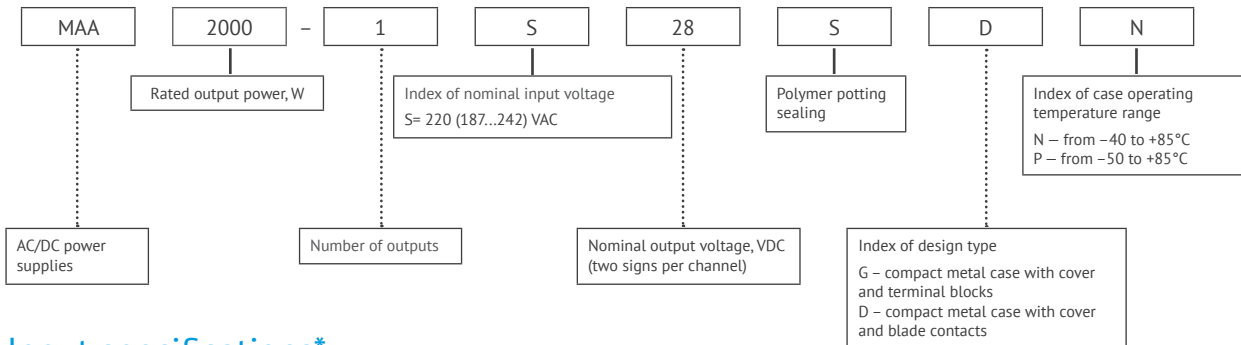 MAA 2000 – 1 S 28 S D N
Rated output power, W
Index of nominal input voltage
S= 220 (187...242) VAC
Polymer potting
sealing
Index of case operating
temperature range
N — from −40 to +85°C
P — from −50 to +85°C
AC/DC power
supplies
Number of outputs
Nominal output voltage, VDC
(two signs per channel)
Index of design type
G – compact metal case with cover
and terminal blocks
D – compact metal case with cover
and blade contacts
Input specifications*